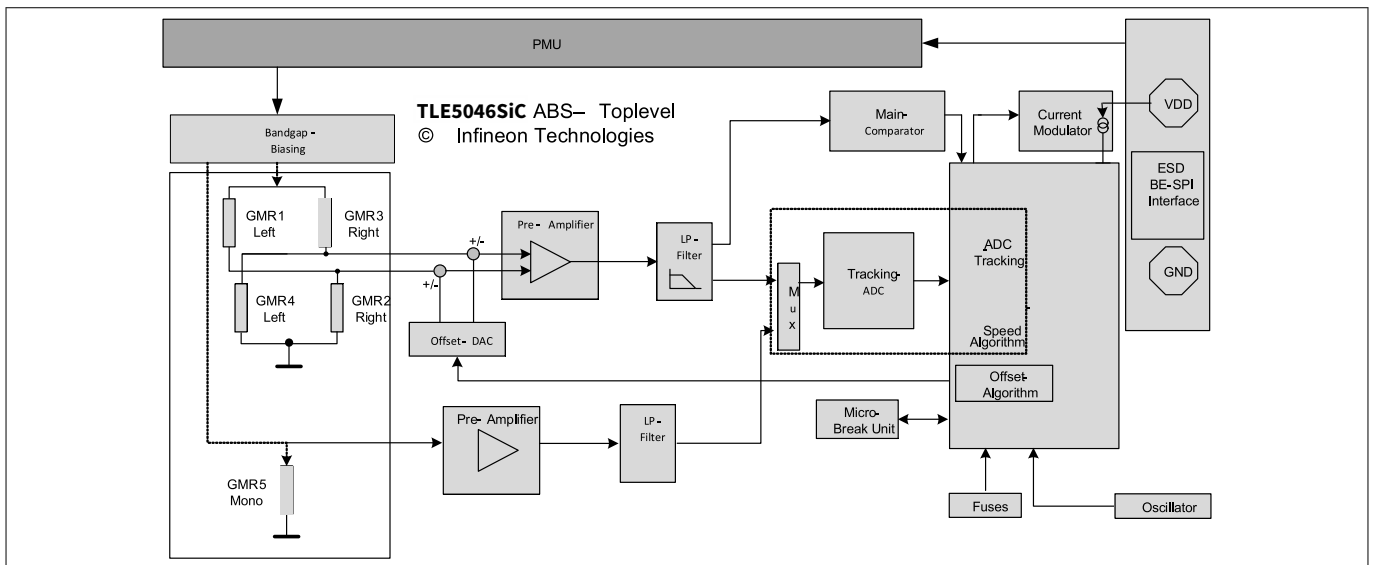 PMU
TLE5046SiC ABS– Toplevel
© Infineon Technologies
Bandgap -
Biasing
Main-
Comparator
Current
Modulator
VDD
ESD
BE-SPI
Interface
GND
GMR1
Left
GMR3
Right
GMR4
Left
GMR2
Right
+/-
+/-
Pre- Amplifier
LP-
Filter
Offset- DAC
M
u
x
Tracking-
ADC
ADC
Tracking
Speed
Algorithm
Offset-
Algorithm
Pre- Amplifier
LP-
Filter
Micro-
Break Unit
GMR5
Mono
Fuses
Oscillator